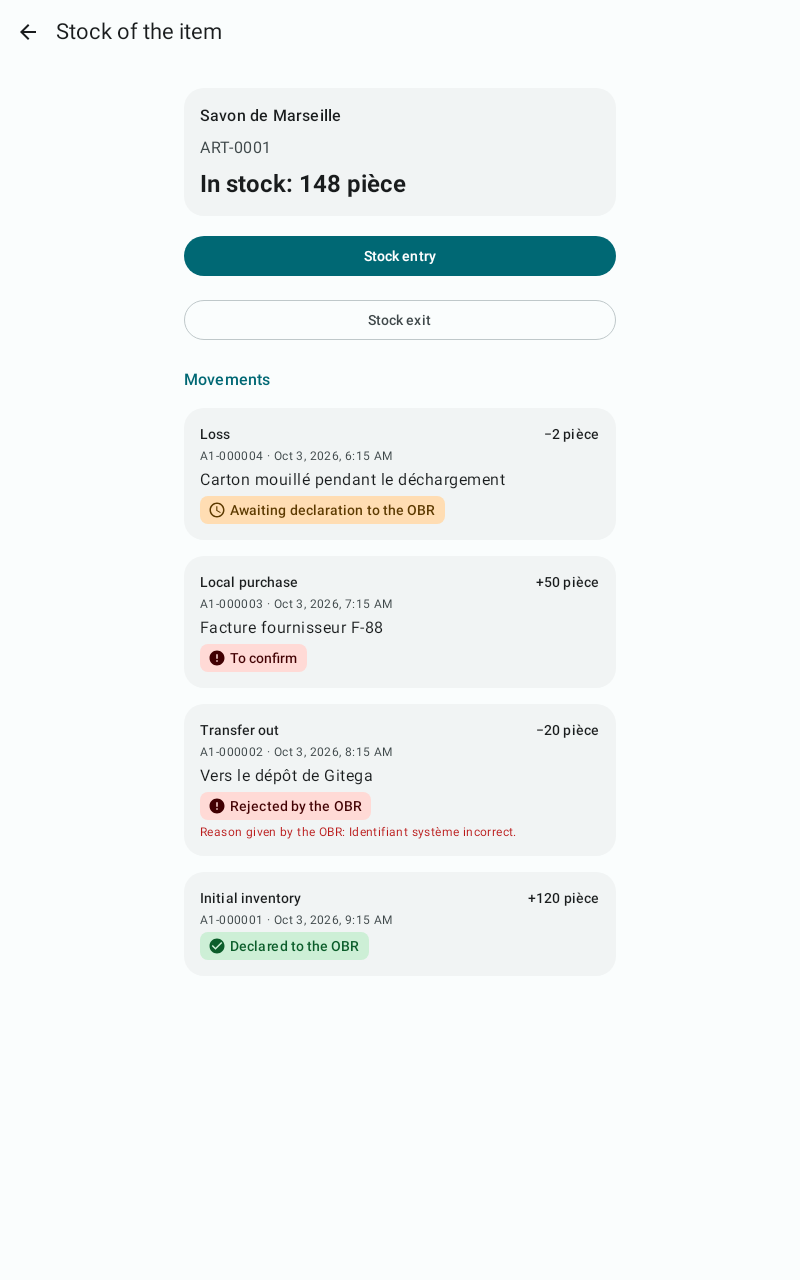 Stock of the item
Savon de Marseille
ART-0001
In stock: 148 pièce
Stock entry
Stock exit
Movements
Loss −2 pièce
A1-000004 · Oct 3, 2026, 6:15 AM
Carton mouillé pendant le déchargement
Awaiting declaration to the OBR
Local purchase +50 pièce
A1-000003 · Oct 3, 2026, 7:15 AM
Facture fournisseur F-88
To confirm
Transfer out −20 pièce
A1-000002 · Oct 3, 2026, 8:15 AM
Vers le dépôt de Gitega
Rejected by the OBR
Reason given by the OBR: Identifiant système incorrect.
Initial inventory +120 pièce
A1-000001 · Oct 3, 2026, 9:15 AM
Declared to the OBR